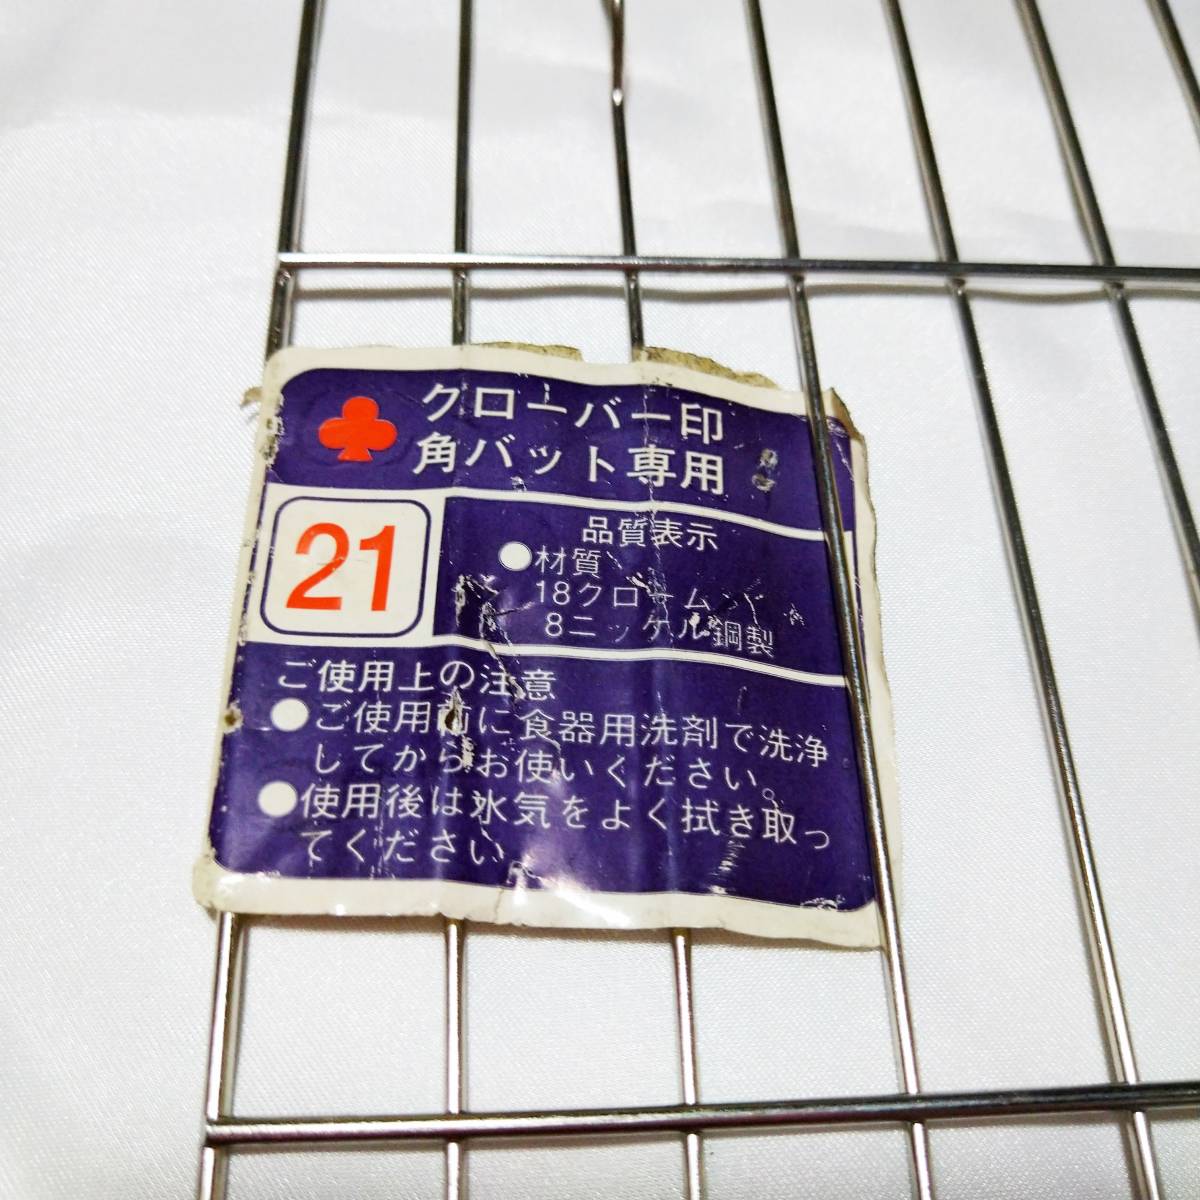 クローバー印
角バット専用
21
品質表示
●材質
18クローム
8ニッケル鋼製
ご使用上の注意
●ご使用前に食器用洗剤で洗浄
してからお使いください。
●使用後は水気をよく拭き取っ
てください